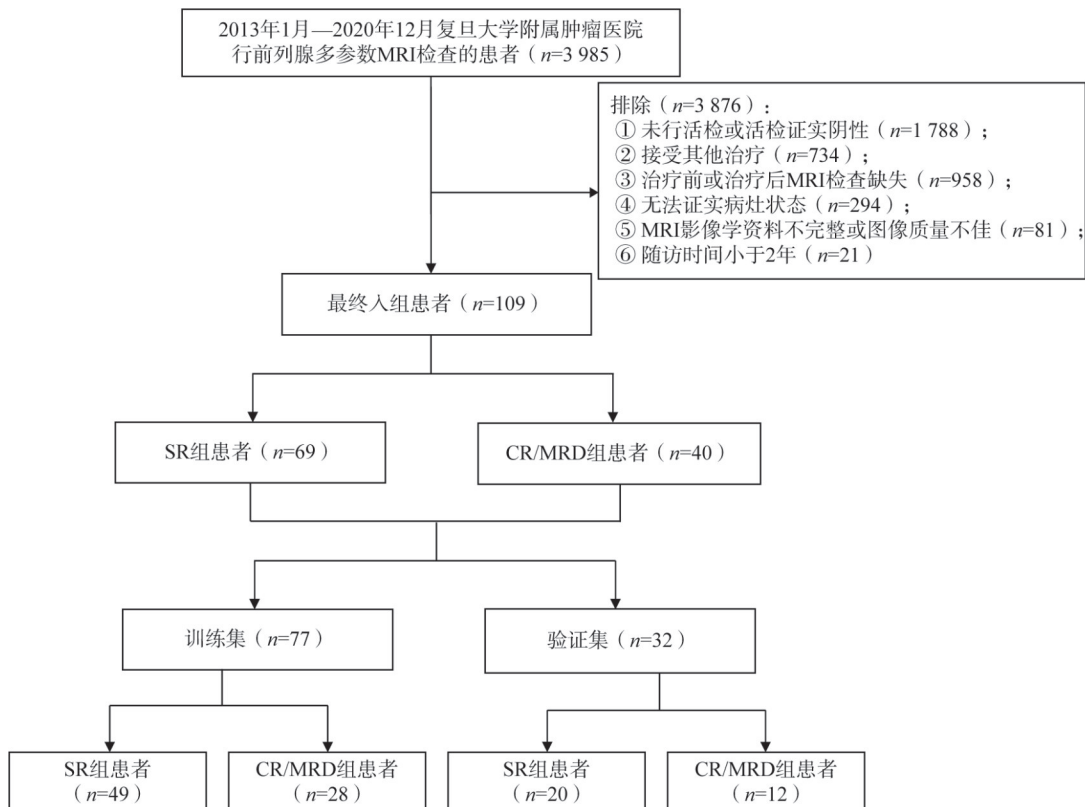 2013年1月—2020年12月复旦大学附属肿瘤医院
行前列腺多参数MRI检查的患者（n=3 985）
排除（n=3 876）：
① 未行活检或活检证实阴性（n=1 788）；
② 接受其他治疗（n=734）；
③ 治疗前或治疗后MRI检查缺失（n=958）；
④ 无法证实病灶状态（n=294）；
⑤ MRI影像学资料不完整或图像质量不佳（n=81）；
⑥ 随访时间小于2年（n=21）
最终入组患者（n=109）
SR组患者（n=69）
CR/MRD组患者（n=40）
训练集（n=77）
验证集（n=32）
SR组患者
（n=49）
CR/MRD组患者
（n=28）
SR组患者
（n=20）
CR/MRD组患者
（n=12）